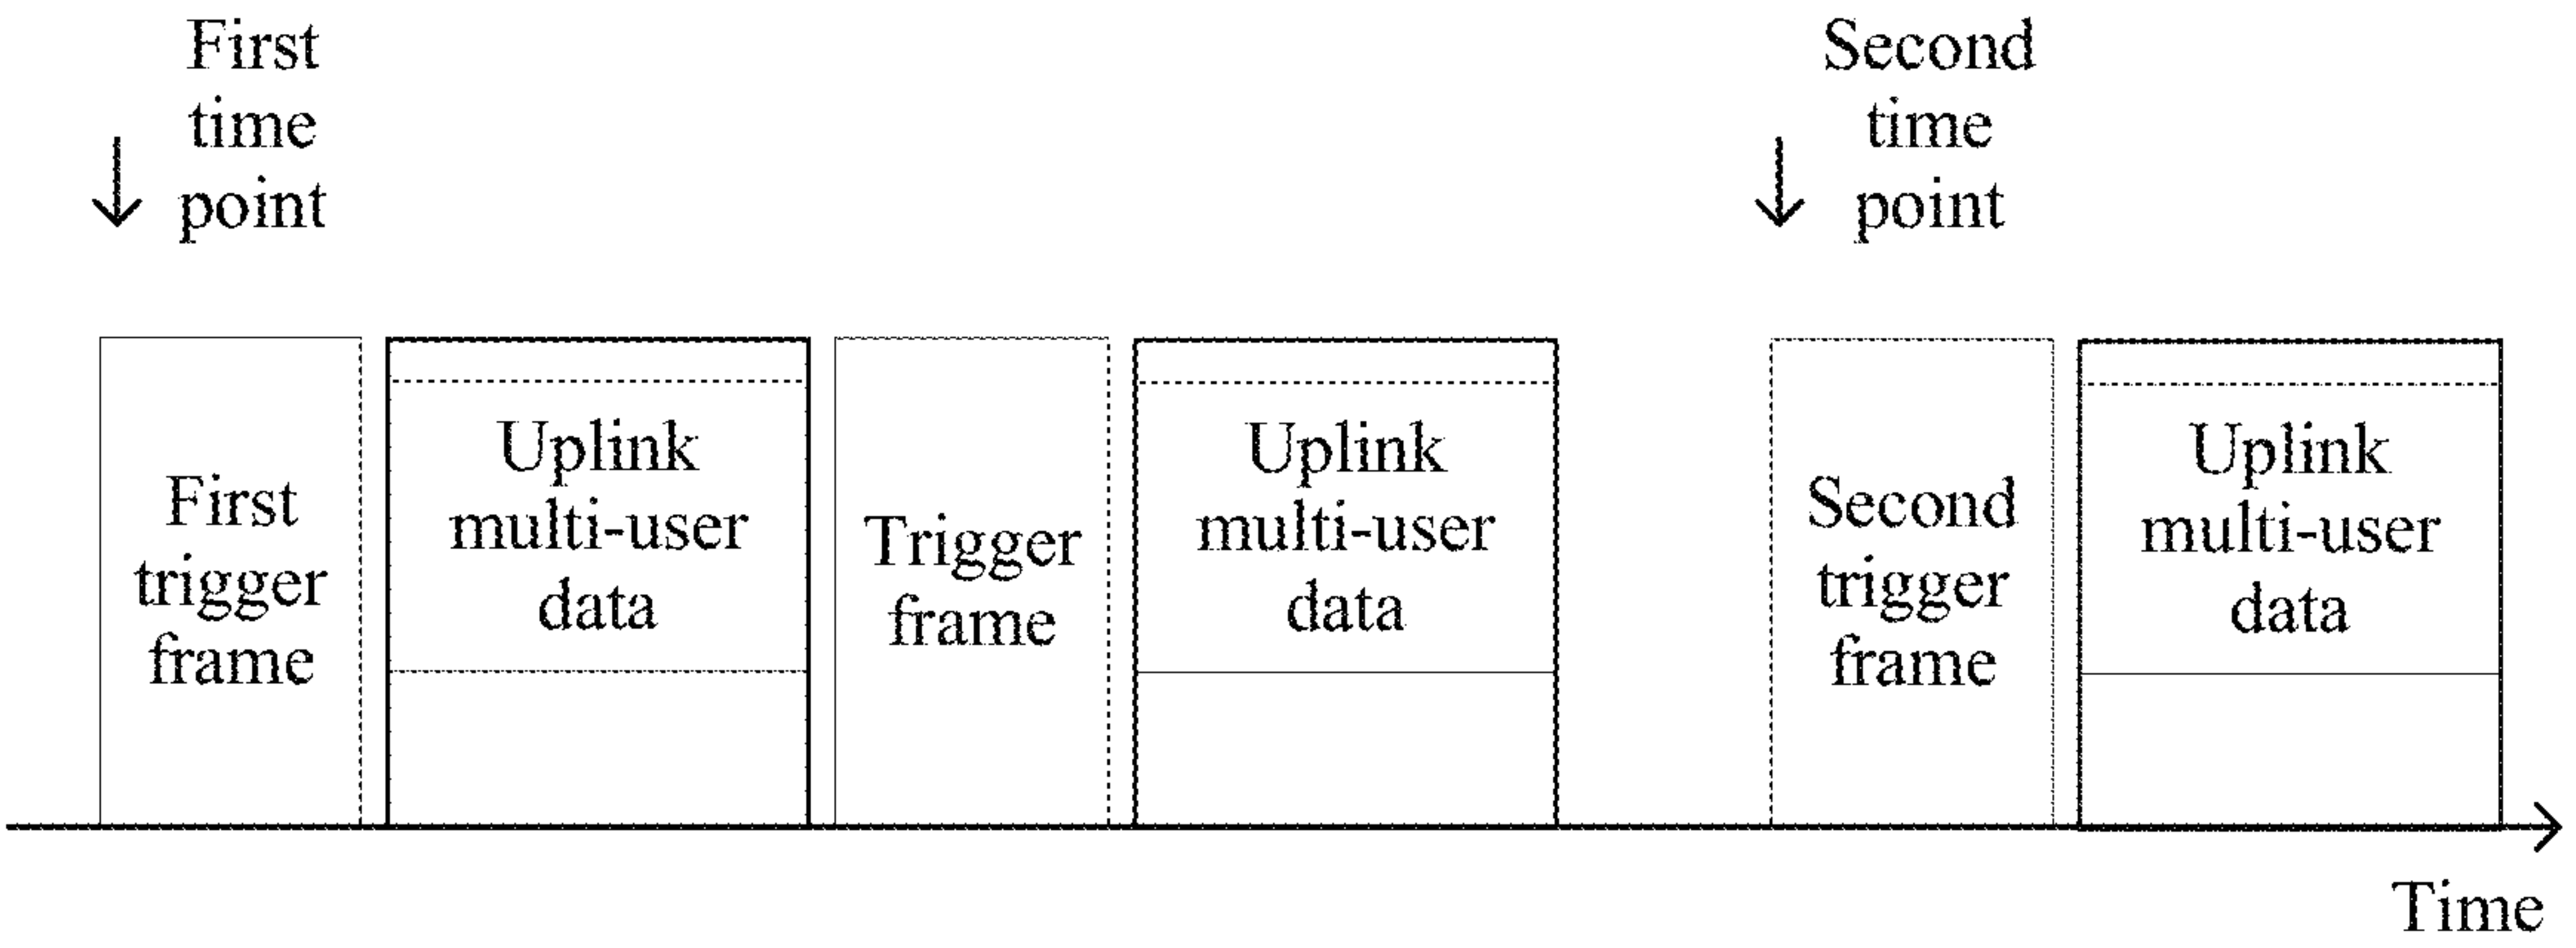 First
time
point
Second
time
point
First
trigger
frame
Uplink
multi-user
data
Trigger
frame
Uplink
multi-user
data
Second
trigger
frame
Uplink
multi-user
data
Time